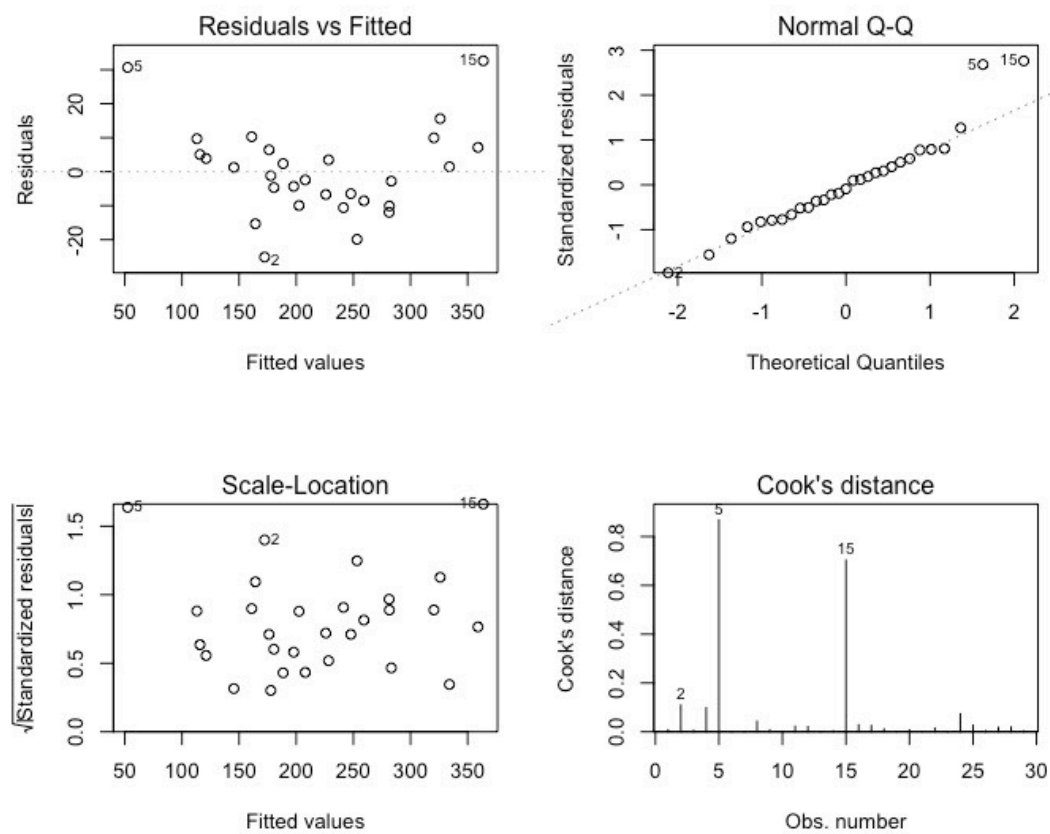 Residuals vs Fitted
Residuals
20
0
-20
5
15
2
50 100 150 200 250 300 350
Fitted values
Normal Q-Q
Standardized residuals
3
2
1
0
-1
5
15
2
-2 -1 0 1 2
Theoretical Quantiles
Scale-Location
√|Standardized residuals|
1.5
1.0
0.5
0.0
5
15
2
50 100 150 200 250 300 350
Fitted values
Cook's distance
Cook's distance
0.8
0.6
0.4
0.2
0.0
5
15
2
0 5 10 15 20 25 30
Obs. number